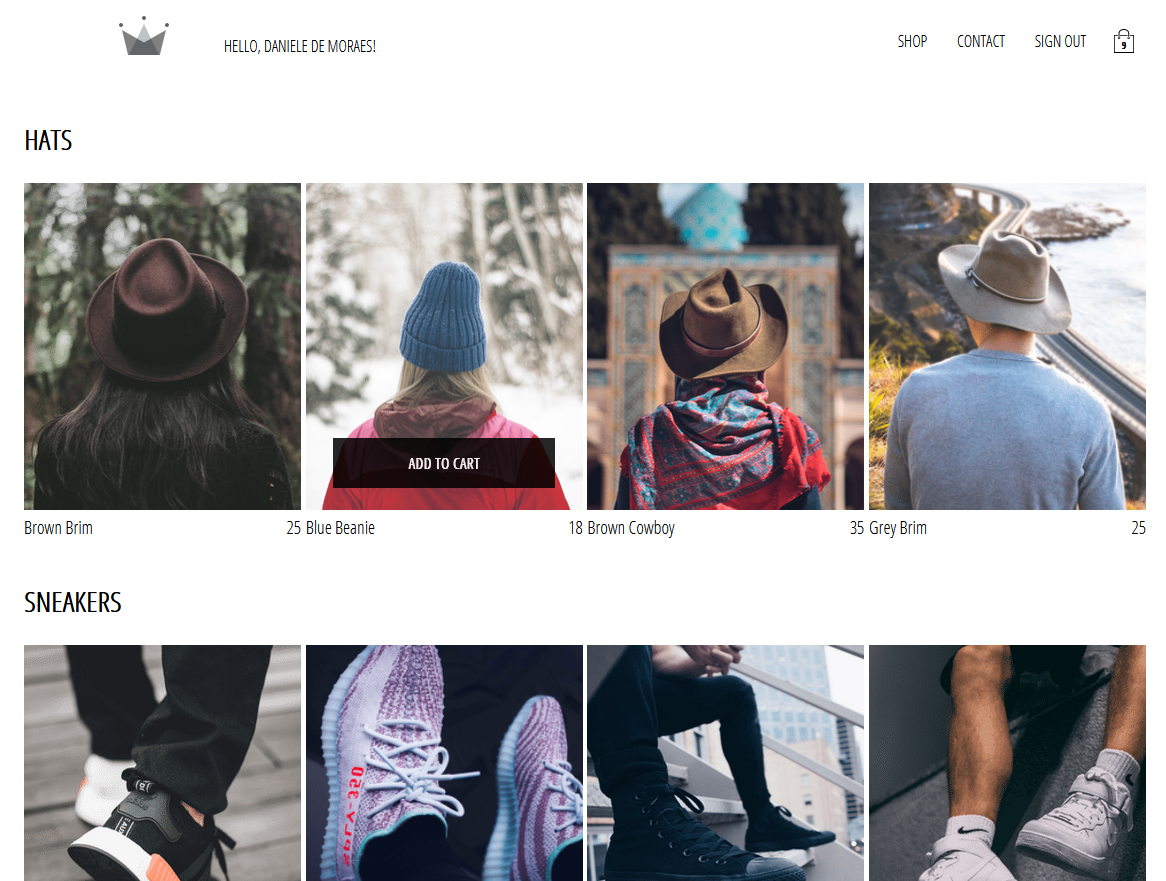 HELLO, DANIELE DE MORAES!
SHOP CONTACT SIGN OUT 9
HATS
ADD TO CART
Brown Brim 25 Blue Beanie 18 Brown Cowboy 35 Grey Brim 25
SNEAKERS